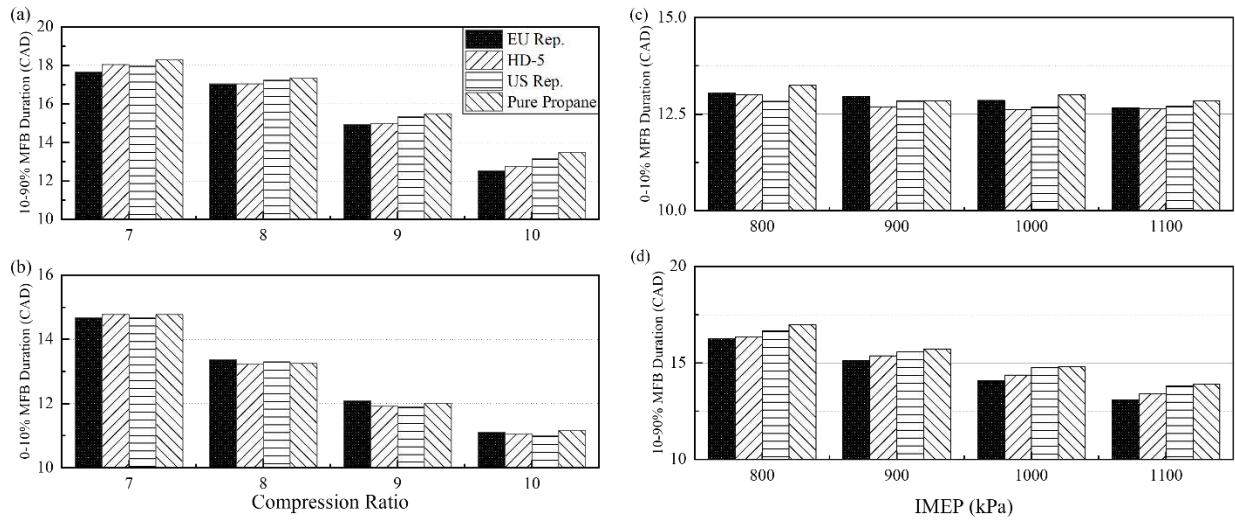 (a)
10-90% MFB Duration (CAD)
20
18
16
14
12
10
EU Rep.
HD-5
US Rep.
Pure Propane
7 8 9 10
(b)
0-10% MFB Duration (CAD)
16
14
12
10
7 8 9 10
Compression Ratio
(c)
0-10% MFB Duration (CAD)
15.0
12.5
10.0
800 900 1000 1100
(d)
10-90% MFB Duration (CAD)
20
15
10
800 900 1000 1100
IMEP (kPa)